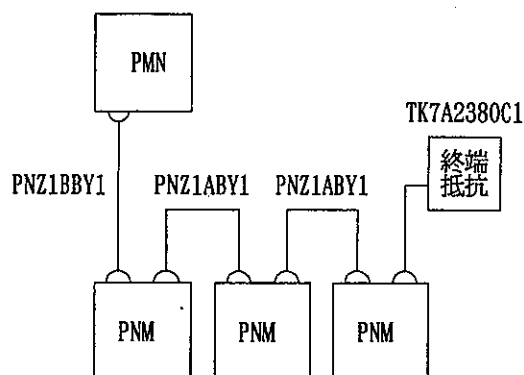 PMN
TK7A2380C1
終端
抵抗
PNZ1BBY1 PNZ1ABY1 PNZ1ABY1
PNM PNM PNM